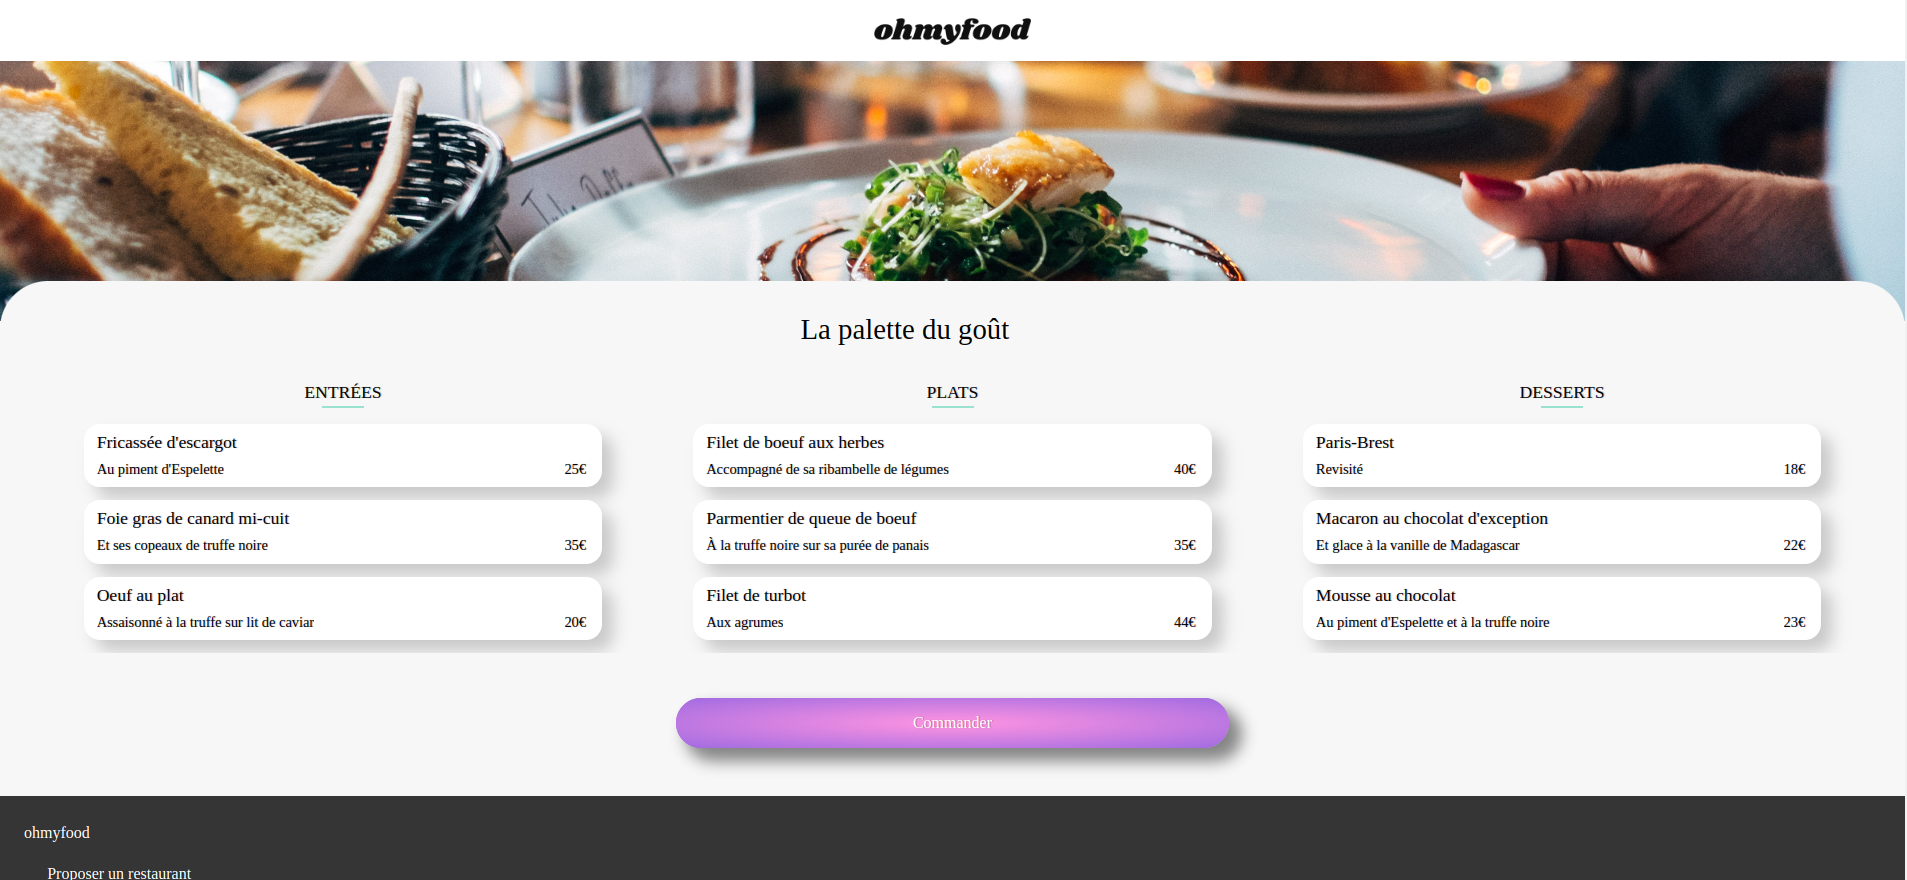 ohmyfood
La palette du goût
ENTRÉES
Fricassée d'escargot
Au piment d'Espelette 25€
Foie gras de canard mi-cuit
Et ses copeaux de truffe noire 35€
Oeuf au plat
Assaisonné à la truffe sur lit de caviar 20€
PLATS
Filet de boeuf aux herbes
Accompagné de sa ribambelle de légumes 40€
Parmentier de queue de boeuf
À la truffe noire sur sa purée de panais 35€
Filet de turbot
Aux agrumes 44€
DESSERTS
Paris-Brest
Revisité 18€
Macaron au chocolat d'exception
Et glace à la vanille de Madagascar 22€
Mousse au chocolat
Au piment d'Espelette et à la truffe noire 23€
Commander
ohmyfood
Proposer un restaurant